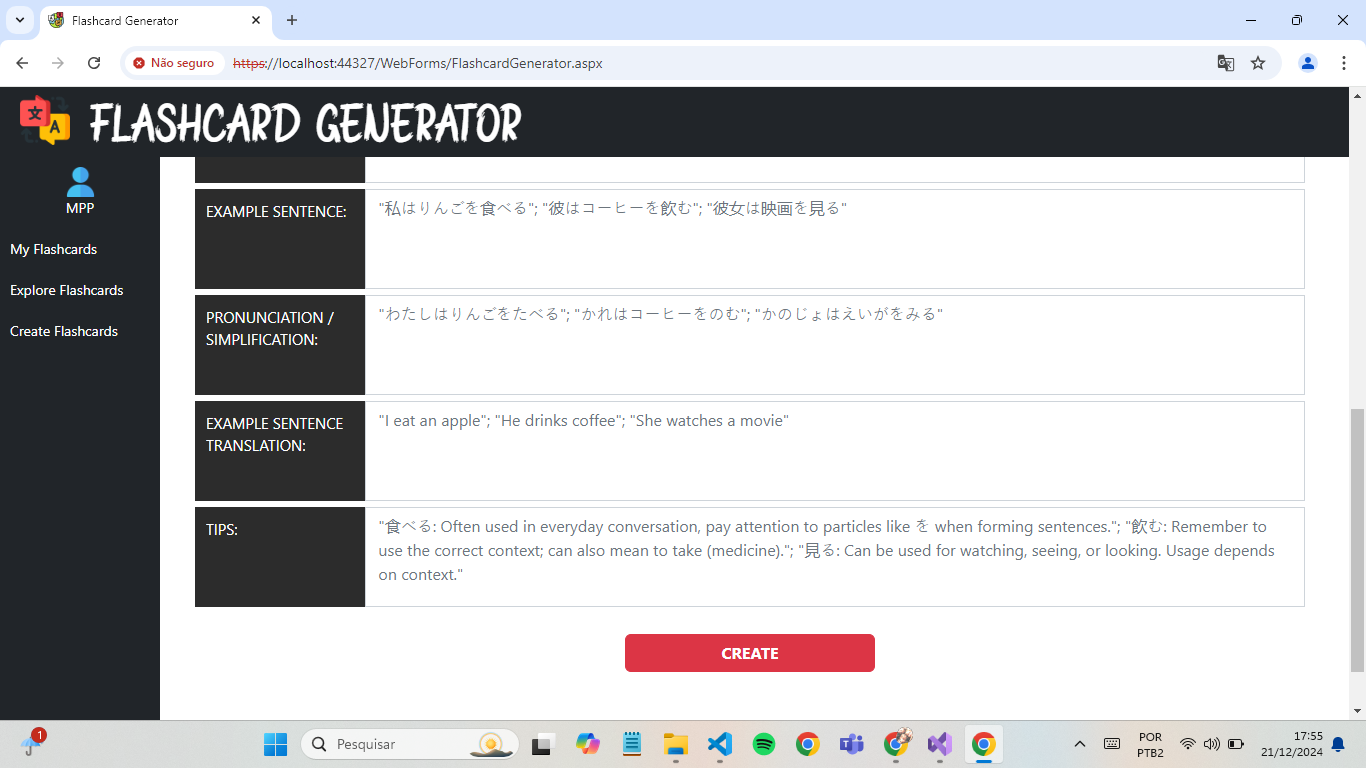 Flashcard Generator
Não seguro https://localhost:44327/WebForms/FlashcardGenerator.aspx
FLASHCARD GENERATOR
MPP
My Flashcards
Explore Flashcards
Create Flashcards
EXAMPLE SENTENCE:
"私はりんごを食べる"; "彼はコーヒーを飲む"; "彼女は映画を見る"
PRONUNCIATION /
SIMPLIFICATION:
"わたしはりんごをたべる"; "かれはコーヒーをのむ"; "かのじょはえいがをみる"
EXAMPLE SENTENCE
TRANSLATION:
"I eat an apple"; "He drinks coffee"; "She watches a movie"
TIPS:
"食べる: Often used in everyday conversation, pay attention to particles like を when forming sentences."; "飲む: Remember to
use the correct context; can also mean to take (medicine)."; "見る: Can be used for watching, seeing, or looking. Usage depends
on context."
CREATE
1
Pesquisar
POR
PTB2
17:55
21/12/2024